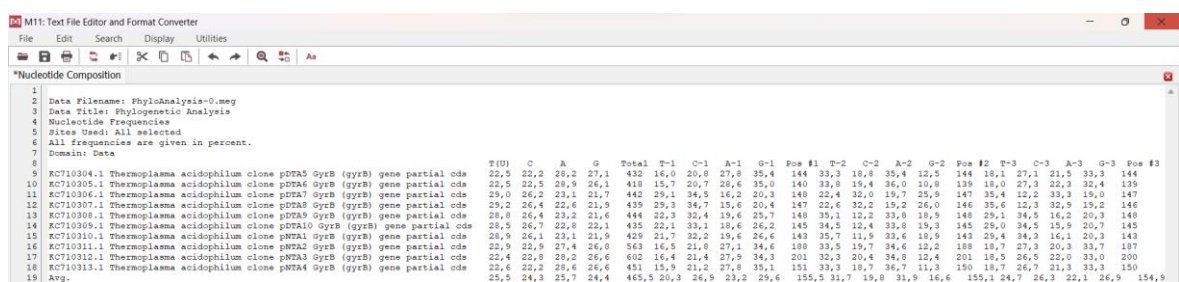 M11: Text File Editor and Format Converter
File Edit Search Display Utilities
Aa
*Nucleotide Composition
1
2 Data Filename: PhyloAnalysis-0.meg
3 Data Title: Phylogenetic Analysis
4 Nucleotide Frequencies
5 Sites Used: All selected
6 All frequencies are given in percent.
7 Domain: Data
8 T(U) C A G Total T-1 C-1 A-1 G-1 Pos #1 T-2 C-2 A-2 G-2 Pos #2 T-3 C-3 A-3 G-3 Pos #3
9 KC710304.1 Thermoplasma acidophilum clone pDTA5 GyrB (gyrB) gene partial cds 22,5 22,2 28,2 27,1 432 16,0 20,8 27,8 35,4 144 33,3 18,8 35,4 12,5 144 18,1 27,1 21,5 33,3 144
10 KC710305.1 Thermoplasma acidophilum clone pDTA6 GyrB (gyrB) gene partial cds 22,5 22,5 28,9 26,1 418 15,7 20,7 28,6 35,0 140 33,8 19,4 36,0 10,8 139 18,0 27,3 22,3 32,4 139
11 KC710306.1 Thermoplasma acidophilum clone pDTA7 GyrB (gyrB) gene partial cds 29,0 26,2 23,1 21,7 442 29,1 34,5 16,2 20,3 148 22,4 32,0 19,7 25,9 147 35,4 12,2 33,3 19,0 147
12 KC710307.1 Thermoplasma acidophilum clone pDTA8 GyrB (gyrB) gene partial cds 29,2 26,4 22,6 21,9 439 29,3 34,7 15,6 20,4 147 22,6 32,2 19,2 26,0 146 35,6 12,3 32,9 19,2 146
13 KC710308.1 Thermoplasma acidophilum clone pDTA9 GyrB (gyrB) gene partial cds 28,8 26,4 23,2 21,6 444 22,3 32,4 19,6 25,7 148 35,1 12,2 33,8 18,9 148 29,1 34,5 16,2 20,3 148
14 KC710309.1 Thermoplasma acidophilum clone pDTA10 GyrB (gyrB) gene partial cds 28,5 26,7 22,8 22,1 435 22,1 33,1 18,6 26,2 145 34,5 12,4 33,8 19,3 145 29,0 34,5 15,9 20,7 145
15 KC710310.1 Thermoplasma acidophilum clone pNTA1 GyrB (gyrB) gene partial cds 28,9 26,1 23,1 21,9 429 21,7 32,2 19,6 26,6 143 35,7 11,9 33,6 18,9 143 29,4 34,3 16,1 20,3 143
16 KC710311.1 Thermoplasma acidophilum clone pNTA2 GyrB (gyrB) gene partial cds 22,9 22,9 27,4 26,8 563 16,5 21,8 27,1 34,6 188 33,5 19,7 34,6 12,2 188 18,7 27,3 20,3 33,7 187
17 KC710312.1 Thermoplasma acidophilum clone pNTA3 GyrB (gyrB) gene partial cds 22,4 22,8 28,2 26,6 602 16,4 21,4 27,9 34,3 201 32,3 20,4 34,8 12,4 201 18,5 26,5 22,0 33,0 200
18 KC710313.1 Thermoplasma acidophilum clone pNTA4 GyrB (gyrB) gene partial cds 22,6 22,2 28,6 26,6 451 15,9 21,2 27,8 35,1 151 33,3 18,7 36,7 11,3 150 18,7 26,7 21,3 33,3 150
19 Avg. 25,5 24,3 25,7 24,4 465,5 20,3 26,9 23,2 29,6 155,5 31,7 19,8 31,9 16,6 155,1 24,7 26,3 22,1 26,9 154,9